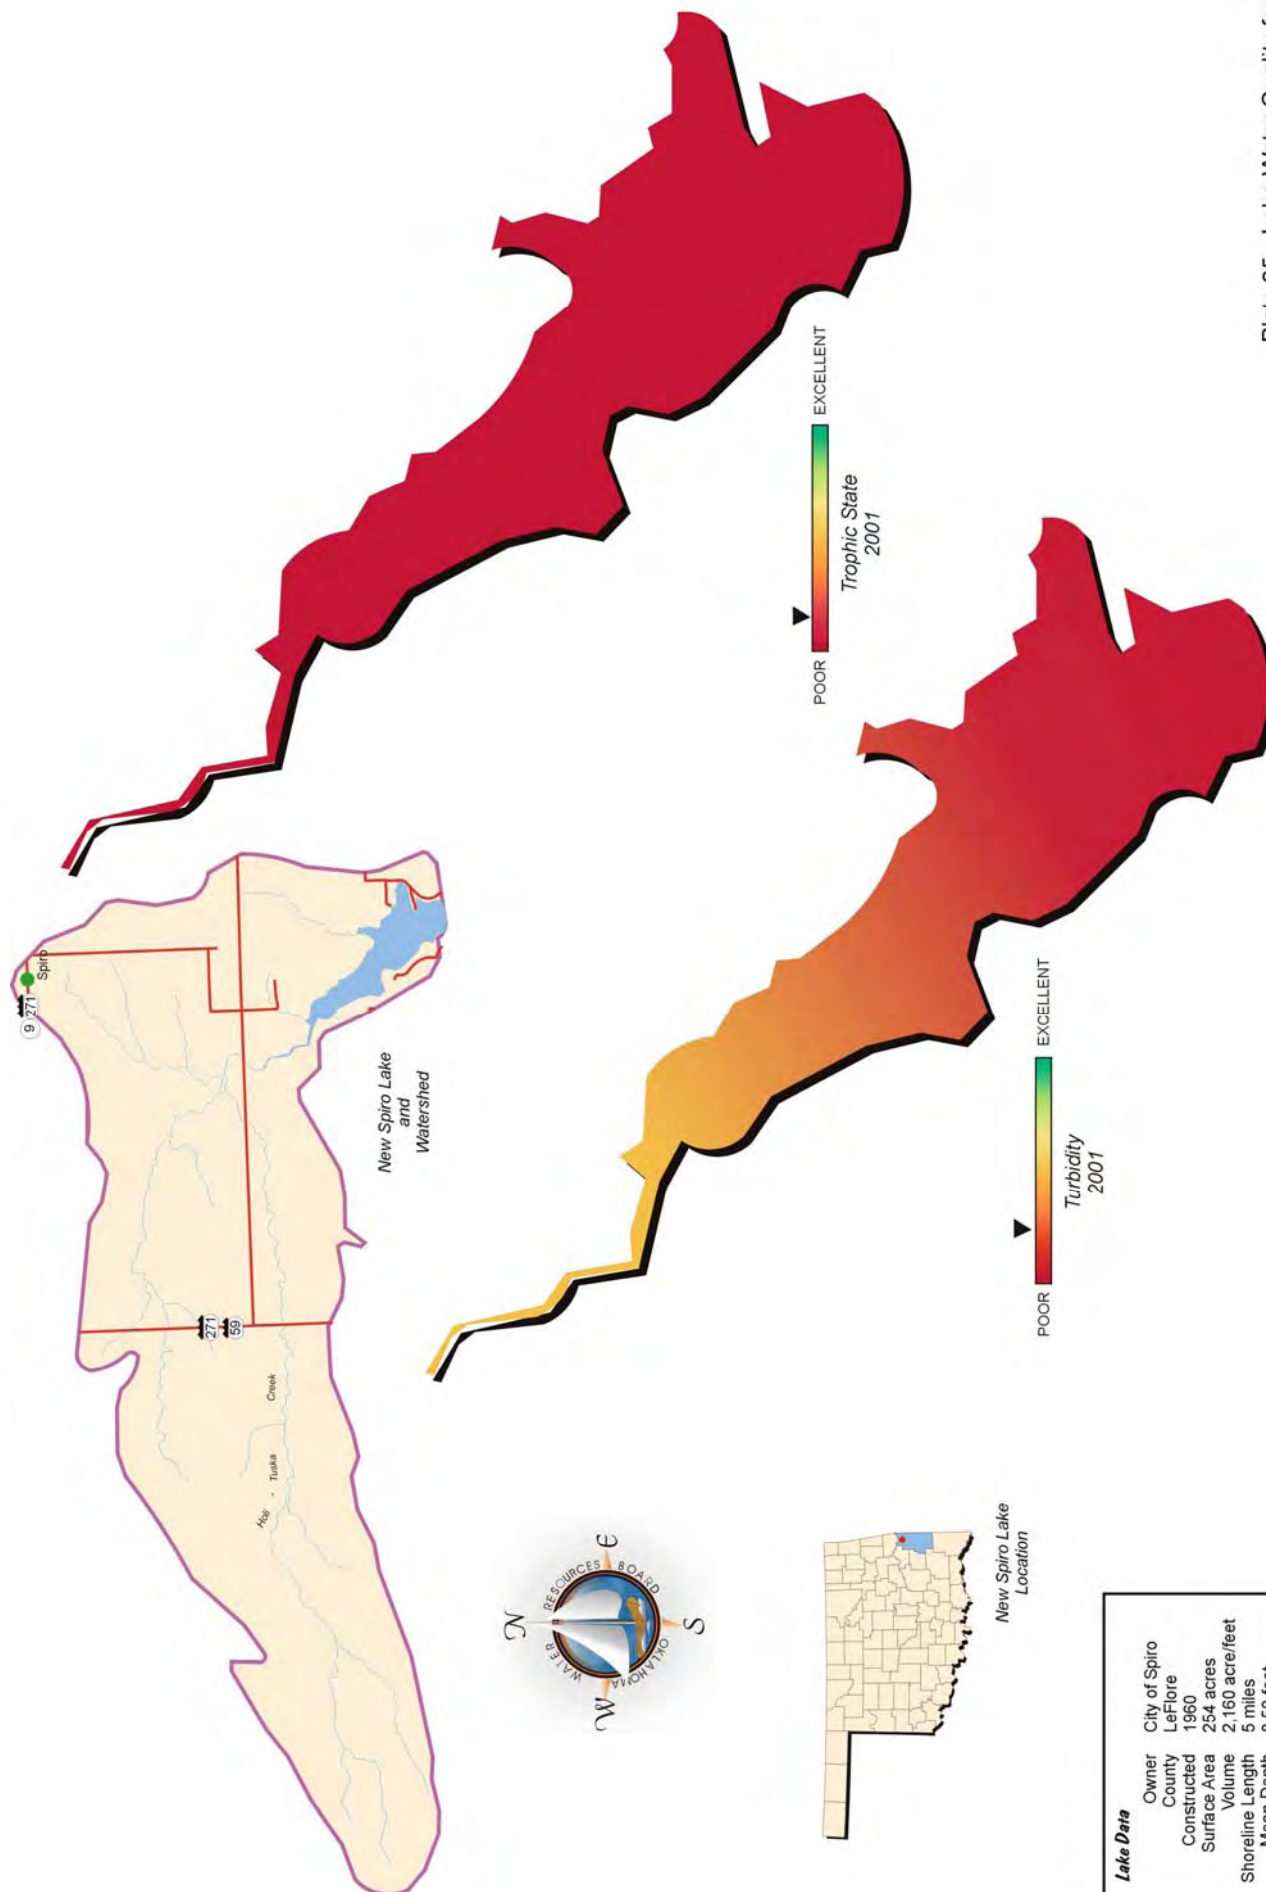 9 271
Spiro
271
59
Holi - Tuska Creek
New Spiro Lake
and
Watershed
POOR EXCELLENT
Trophic State
2001
POOR EXCELLENT
Turbidity
2001
N
E
S
W
OKLAHOMA WATER RESOURCES BOARD
New Spiro Lake
Location
Lake Data
Owner City of Spiro
County LeFlore
Constructed 1960
Surface Area 254 acres
Volume 2,160 acre/feet
Shoreline Length 5 miles